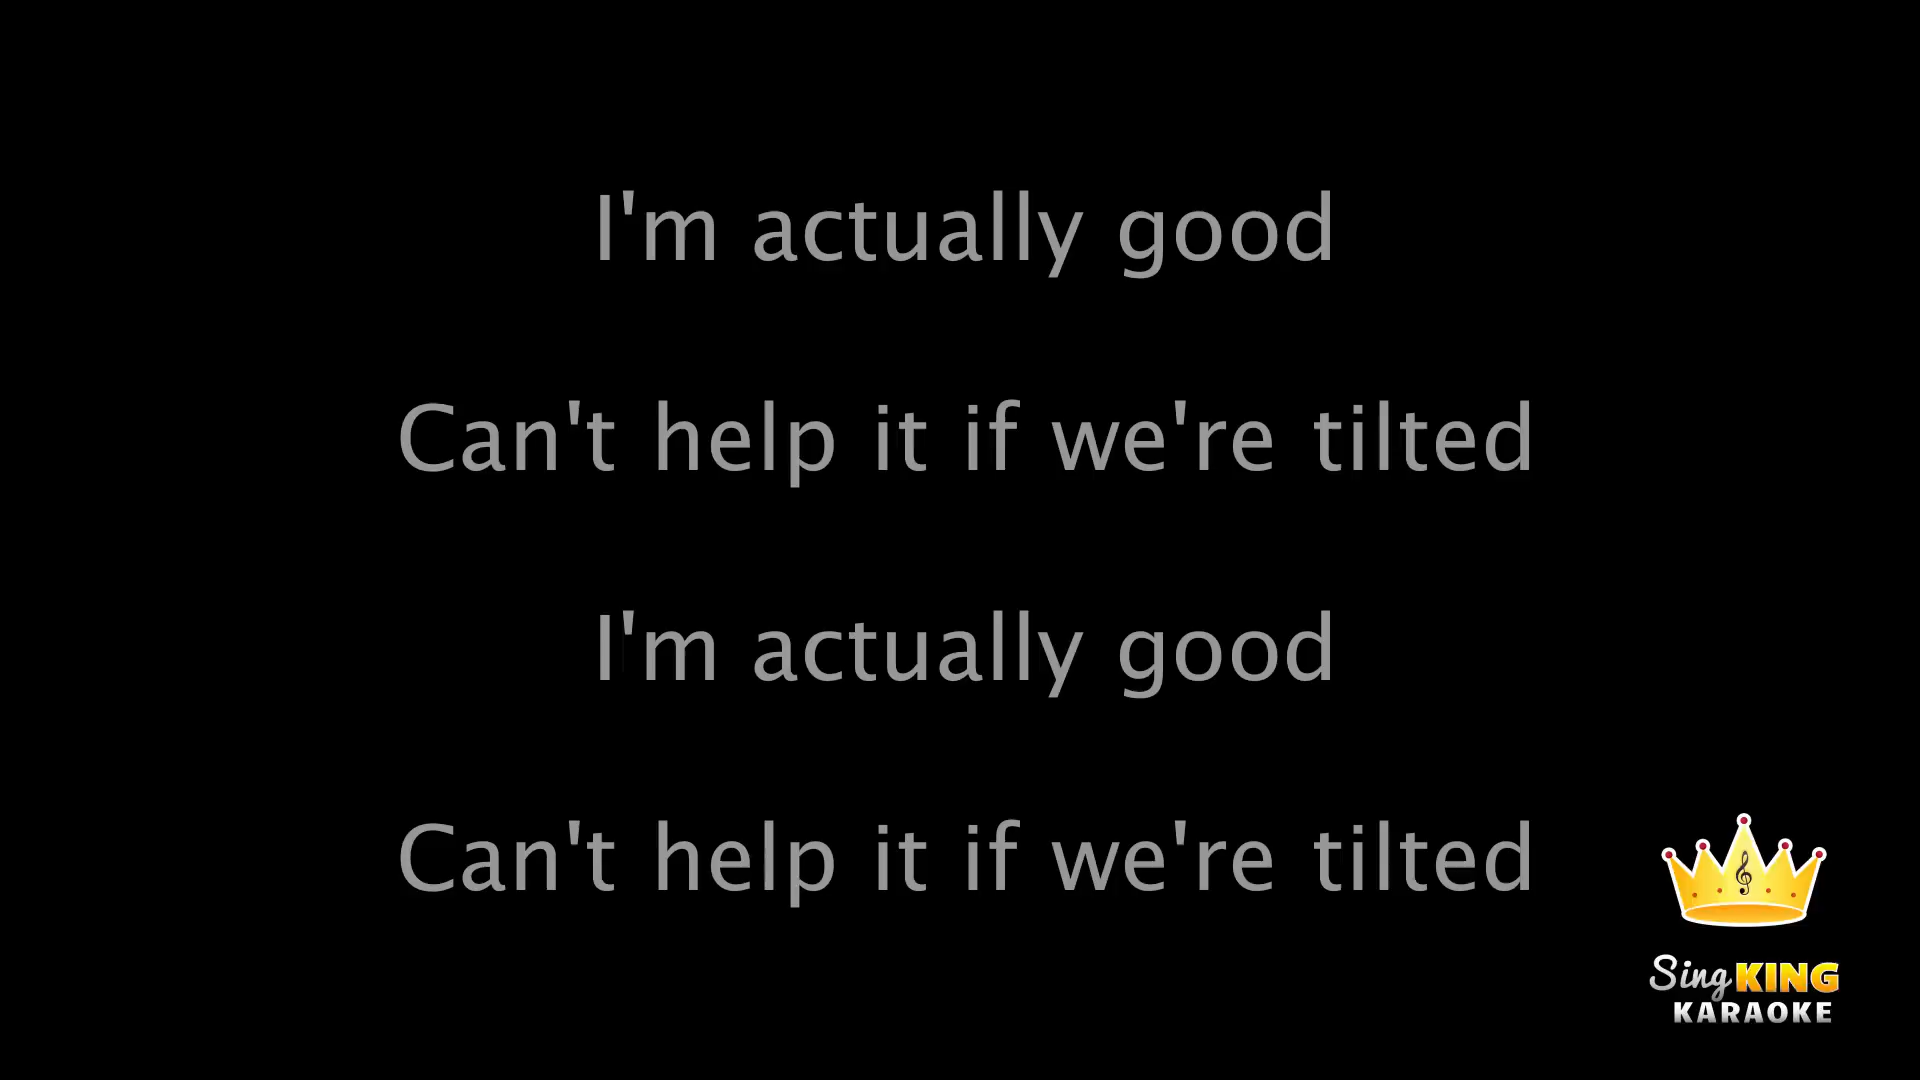 I'm actually good
Can't help it if we're tilted
I'm actually good
Can't help it if we're tilted
Sing KING
KARAOKE